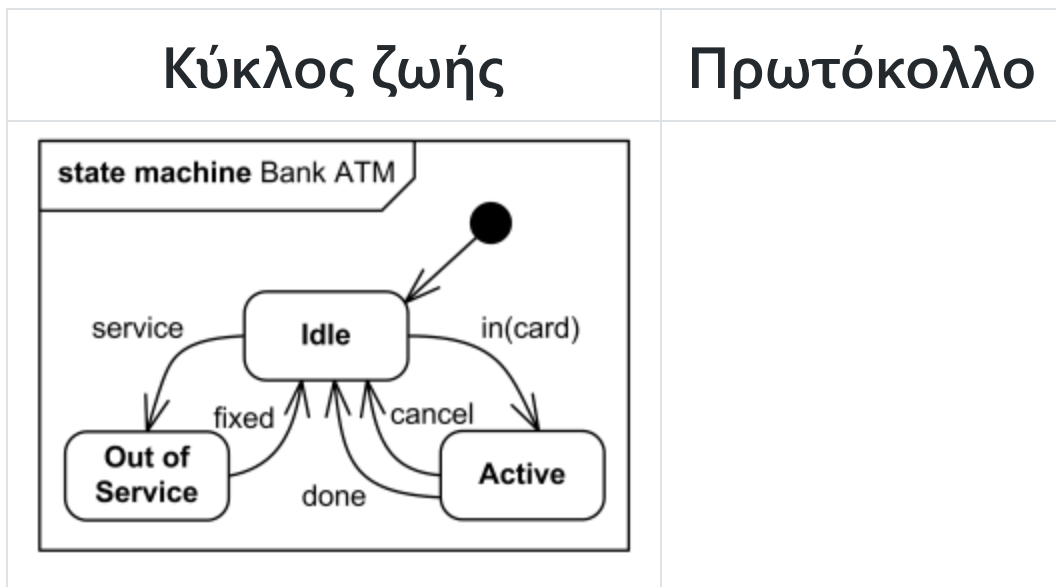 Κύκλος ζωής
Πρωτόκολλο
state machine Bank ATM
Idle
service
in(card)
fixed
cancel
Out of
Service
Active
done